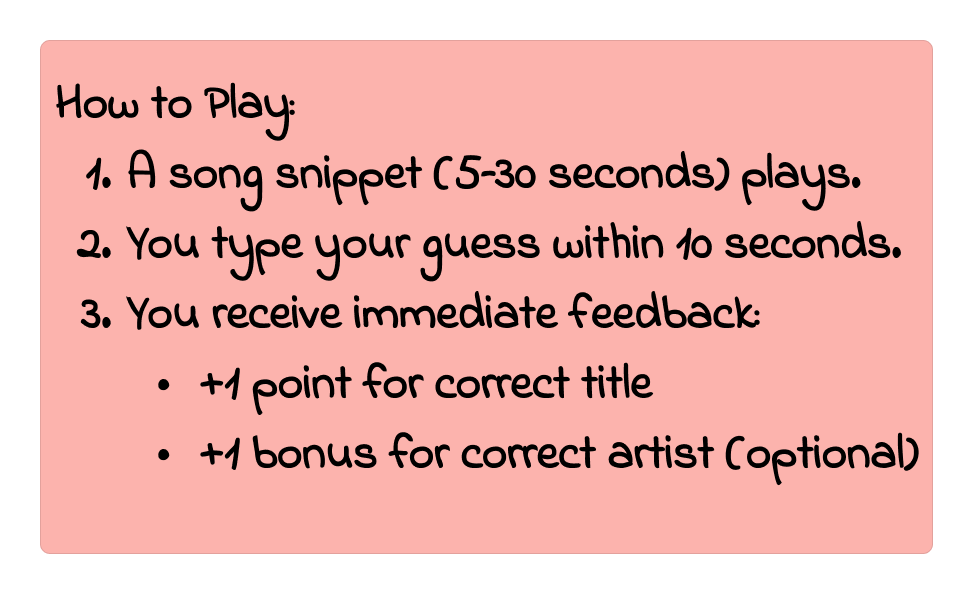 How to Play:
1. A song snippet (5-30 seconds) plays.
2. You type your guess within 10 seconds.
3. You receive immediate feedback:
• +1 point for correct title
• +1 bonus for correct artist (optional)